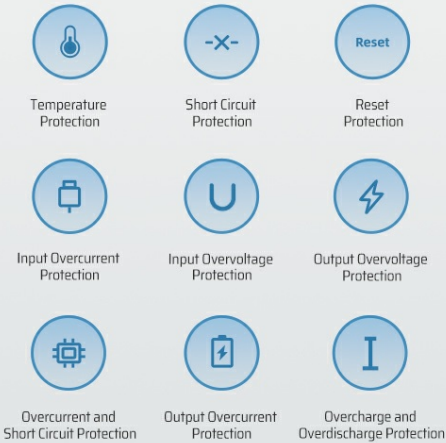 Reset
Temperature
Protection
Short Circuit
Protection
Reset
Protection
Input Overcurrent
Protection
Input Overvoltage
Protection
Output Overvoltage
Protection
Overcurrent and
Short Circuit Protection
Output Overcurrent
Protection
Overcharge and
Overdischarge Protection